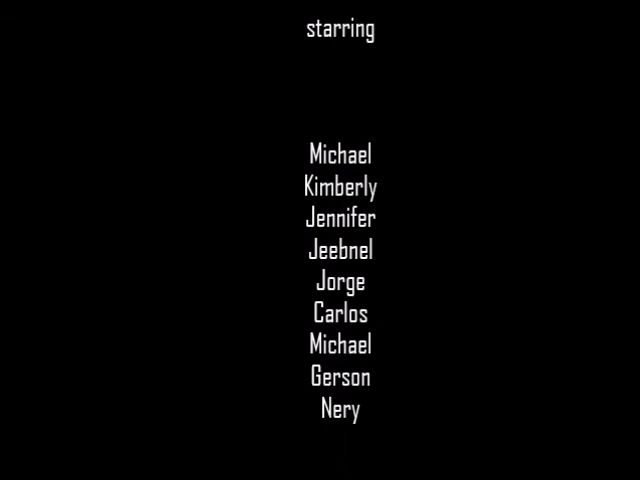 starring
Michael
Kimberly
Jennifer
Jeebnel
Jorge
Carlos
Michael
Gerson
Nery